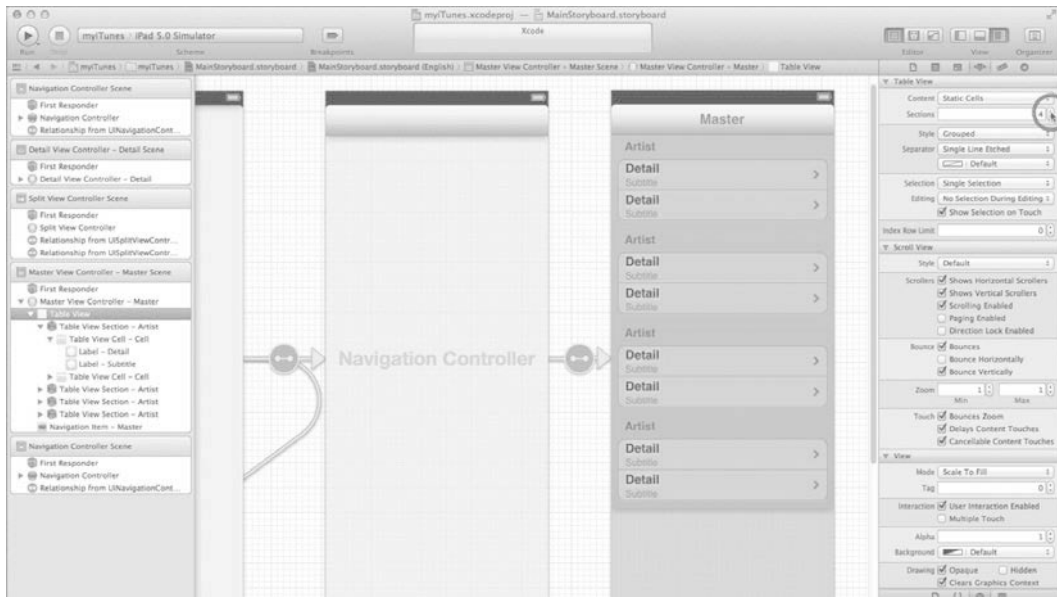 myiTunes.xcodeproj — MainStoryboard.storyboard
myiTunes › iPad 5.0 Simulator
Xcode
Run
Scheme
Breakpoints
Editor
View
Organizer
myiTunes
myiTunes
MainStoryboard.storyboard
MainStoryboard.storyboard (English)
Master View Controller – Master Scene
Master View Controller – Master
Table View
Navigation Controller Scene
First Responder
Navigation Controller
Relationship from UINavigationCont...
Detail View Controller – Detail Scene
First Responder
Detail View Controller – Detail
Split View Controller Scene
First Responder
Split View Controller
Relationship from UISplitViewContr...
Relationship from UISplitViewContr...
Master View Controller – Master Scene
First Responder
Master View Controller – Master
Table View
Table View Section – Artist
Table View Cell – Cell
Label – Detail
Label – Subtitle
Table View Cell – Cell
Table View Section – Artist
Table View Section – Artist
Table View Section – Artist
Navigation Item – Master
Navigation Controller Scene
First Responder
Navigation Controller
Relationship from UINavigationCont...
Navigation Controller
Master
Artist
Detail
Subtitle
Detail
Subtitle
Artist
Detail
Subtitle
Detail
Subtitle
Artist
Detail
Subtitle
Detail
Subtitle
Artist
Detail
Subtitle
Detail
Subtitle
Table View
Content Static Cells
Sections 4
Style Grouped
Separator Single Line Etched
Default
Selection Single Selection
Editing No Selection During Editing
Show Selection on Touch
Index Row Limit 0
Scroll View
Style Default
Scrollers Shows Horizontal Scrollers
Shows Vertical Scrollers
Scrolling Enabled
Paging Enabled
Direction Lock Enabled
Bounce Bounces
Bounce Horizontally
Bounce Vertically
Zoom 1 1
Min Max
Touch Bounces Zoom
Delays Content Touches
Cancellable Content Touches
View
Mode Scale To Fill
Tag 0
Interaction User Interaction Enabled
Multiple Touch
Alpha 1
Background Default
Drawing Opaque Hidden
Clears Graphics Context